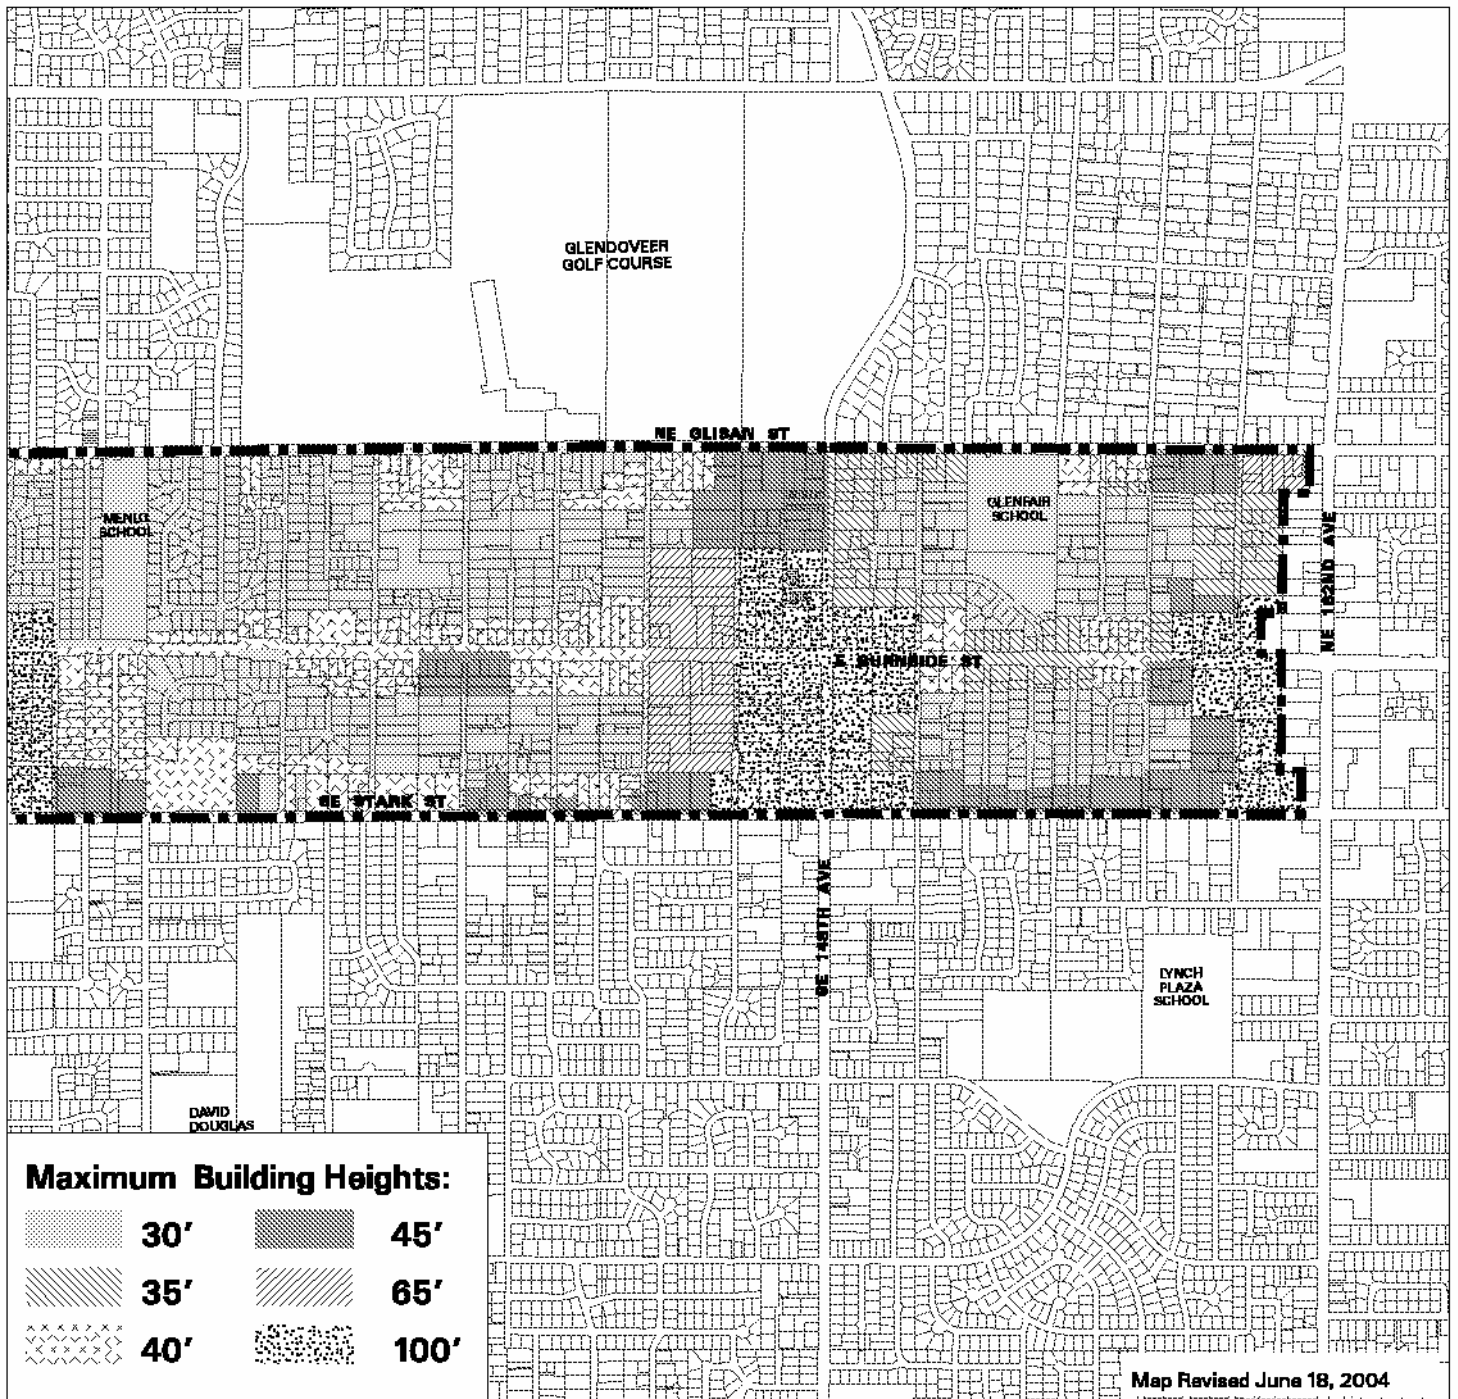 GLENDOVEER
GOLF COURSE
NE GLISAN ST
MENLO
SCHOOL
GLENFAIR
SCHOOL
NE 162ND AVE
E BURNSIDE ST
SE STARK ST
SE 148TH AVE
LYNCH
PLAZA
SCHOOL
DAVID
DOUGLAS
Maximum Building Heights:
30' 45'
35' 65'
40' 100'
Map Revised June 18, 2004